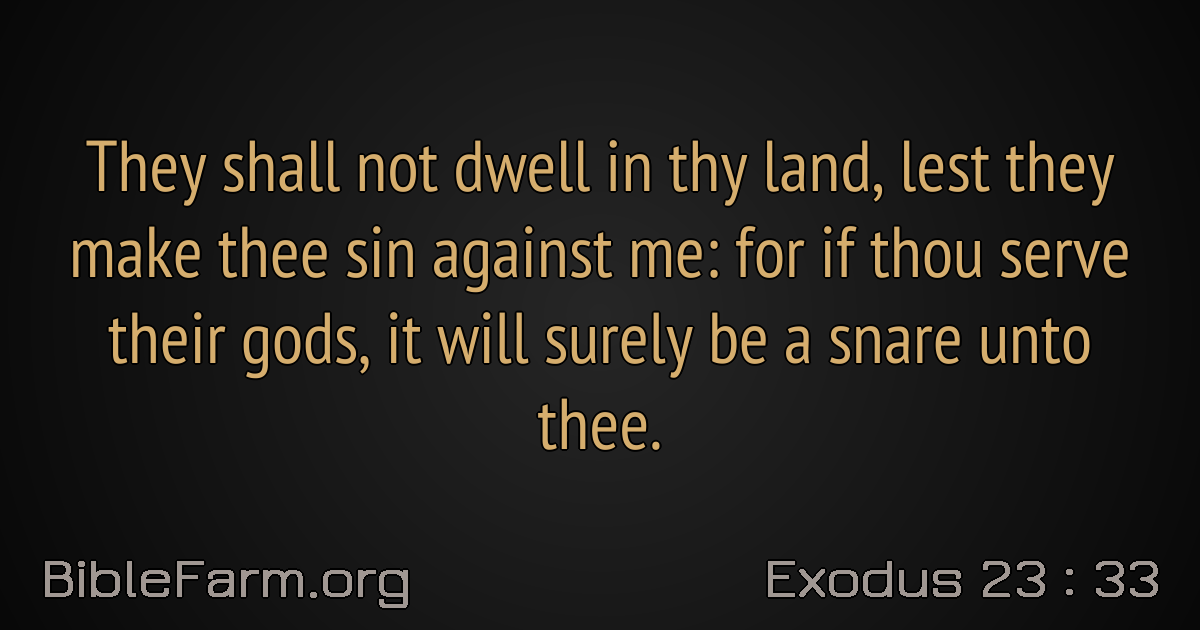 They shall not dwell in thy land, lest they
make thee sin against me: for if thou serve
their gods, it will surely be a snare unto
thee.
BibleFarm.org
Exodus 23 : 33